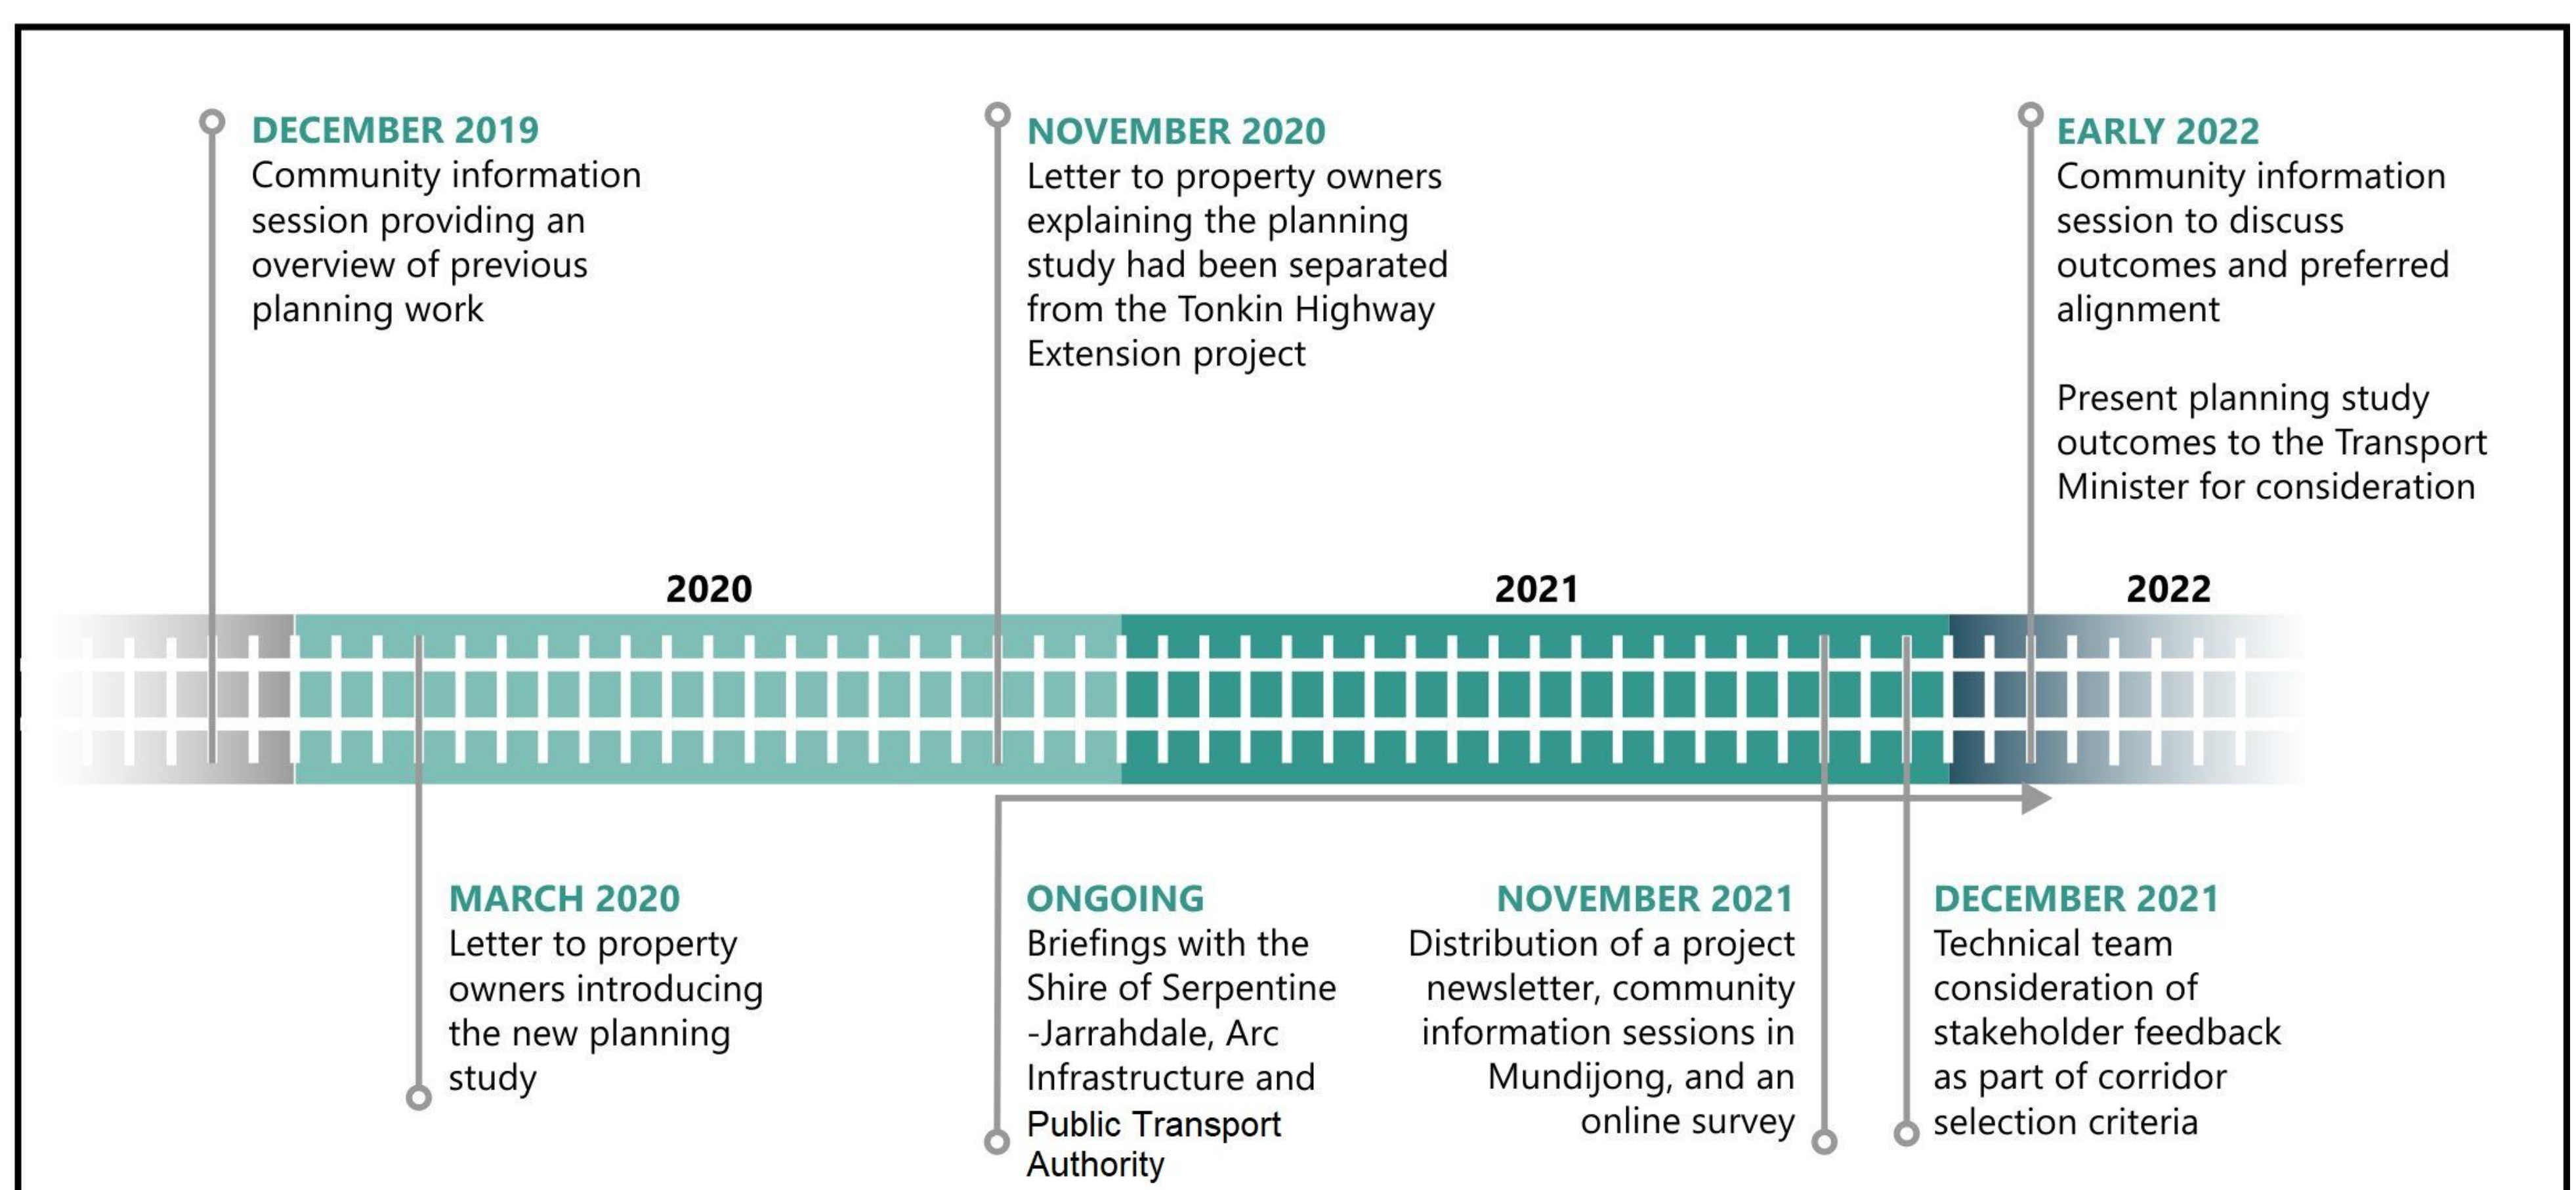 DECEMBER 2019
Community information
session providing an
overview of previous
planning work
NOVEMBER 2020
Letter to property owners
explaining the planning
study had been separated
from the Tonkin Highway
Extension project
EARLY 2022
Community information
session to discuss
outcomes and preferred
alignment
Present planning study
outcomes to the Transport
Minister for consideration
2020
2021
2022
MARCH 2020
Letter to property
owners introducing
the new planning
study
ONGOING
Briefings with the
Shire of Serpentine
-Jarrahdale, Arc
Infrastructure and
Public Transport
Authority
NOVEMBER 2021
Distribution of a project
newsletter, community
information sessions in
Mundijong, and an
online survey
DECEMBER 2021
Technical team
consideration of
stakeholder feedback
as part of corridor
selection criteria